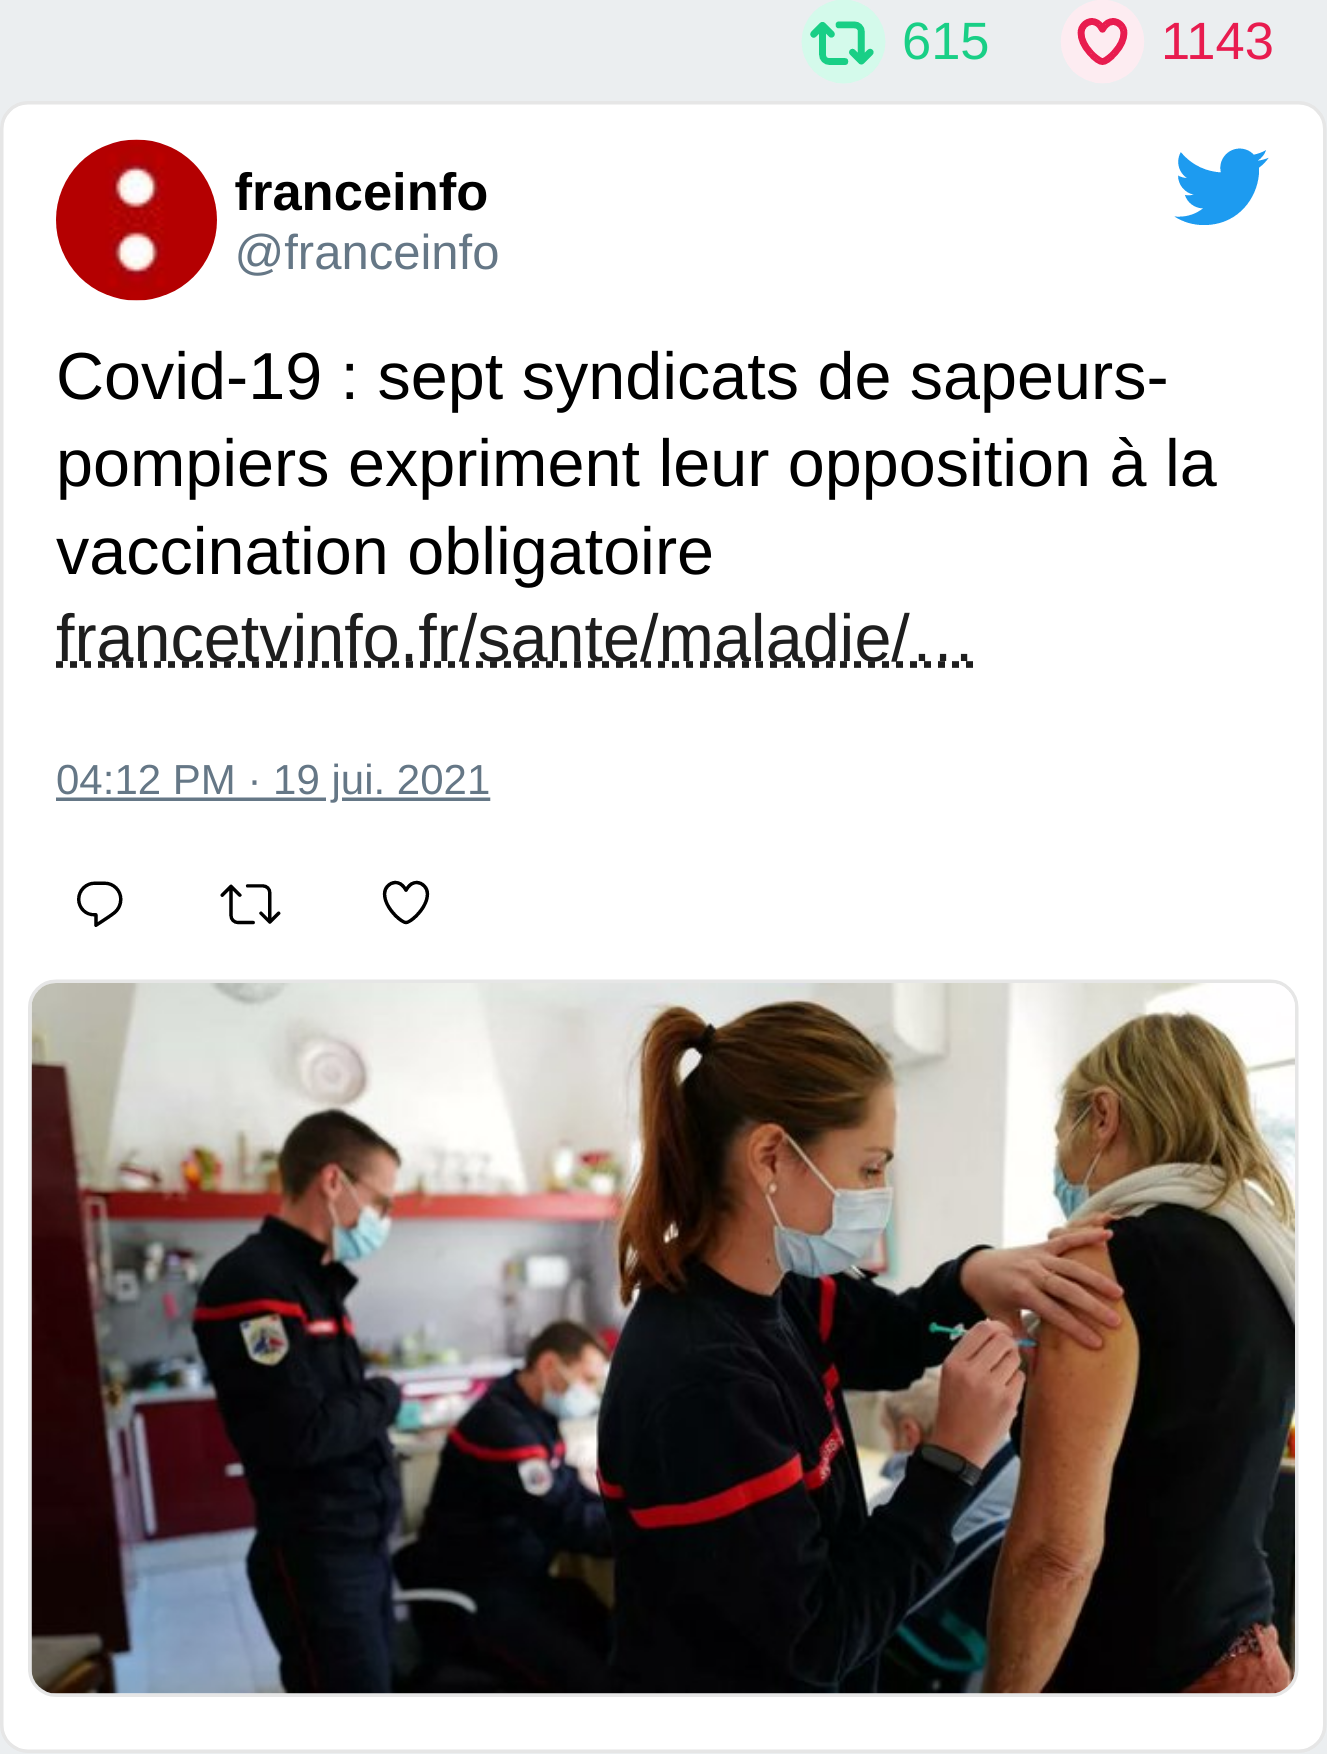 615 1143
franceinfo
@franceinfo
Covid-19 : sept syndicats de sapeurs-
pompiers expriment leur opposition à la
vaccination obligatoire
francetvinfo.fr/sante/maladie/...
04:12 PM · 19 jui. 2021